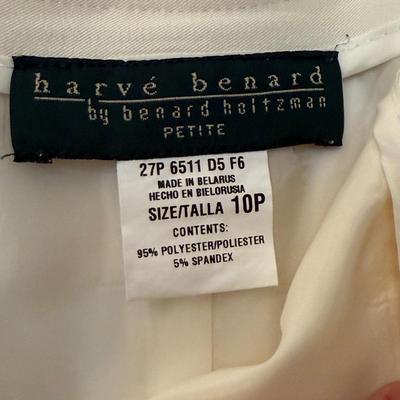 harvé benard
by benard holtzman
PETITE
27P 6511 D5 F6
MADE IN BELARUS
HECHO EN BIELORUSIA
SIZE/TALLA 10P
CONTENTS:
95% POLYESTER/POLIESTER
5% SPANDEX